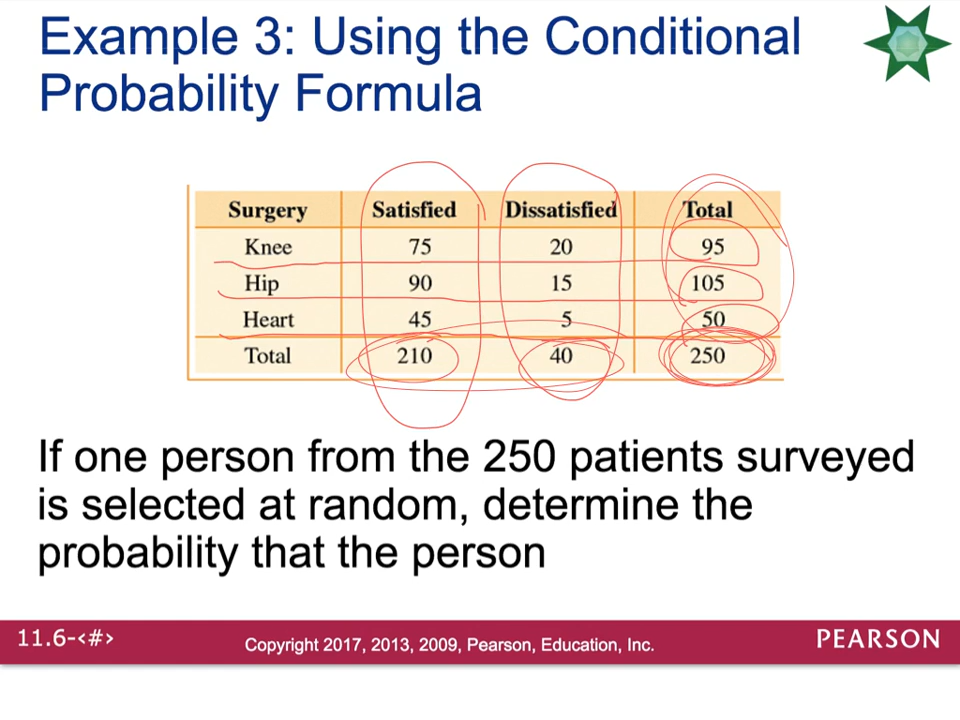 Example 3: Using the Conditional
Probability Formula
Surgery Satisfied Dissatisfied Total
Knee 75 20 95
Hip 90 15 105
Heart 45 5 50
Total 210 40 250
If one person from the 250 patients surveyed
is selected at random, determine the
probability that the person
11.6-<#>
Copyright 2017, 2013, 2009, Pearson, Education, Inc.
PEARSON